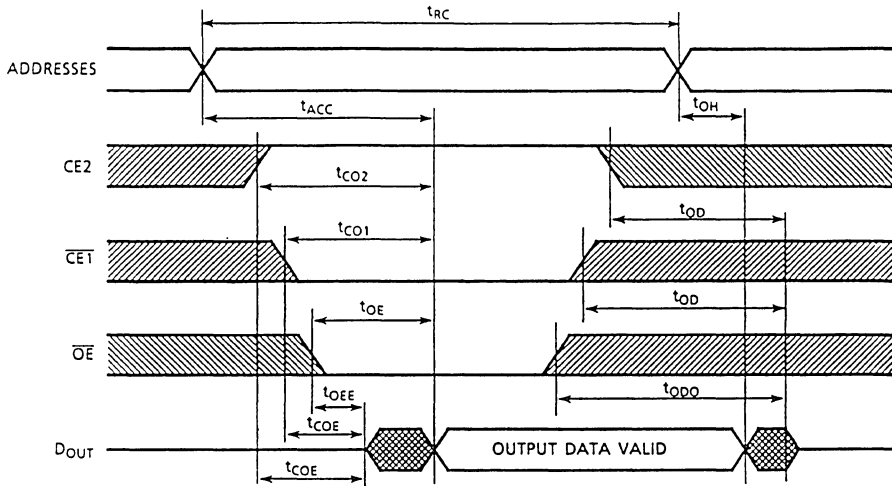 tRC
ADDRESSES
tACC
tOH
CE2
tCO2
tOD
CE1
tCO1
tOD
OE
tOE
tODO
tOEE
tCOE
DOUT
OUTPUT DATA VALID
tCOE